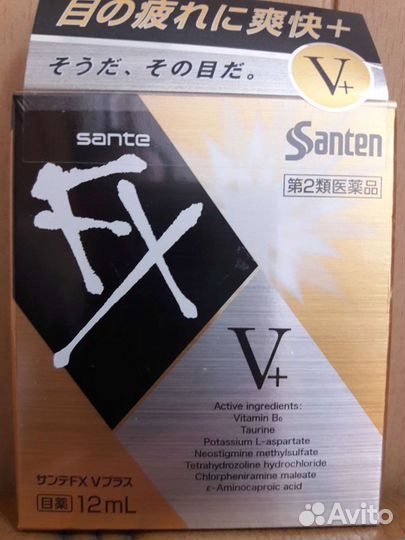 目の疲れに爽快+
そうだ、その目だ。
V+
sante
Santen
第2類医薬品
FX
V+
Active ingredients:
Vitamin B6
Taurine
Potassium L-aspartate
Neostigmine methylsulfate
Tetrahydrozoline hydrochloride
Chlorpheniramine maleate
ε-Aminocaproic acid
サンテFX Vプラス
目薬 12mL
Avito